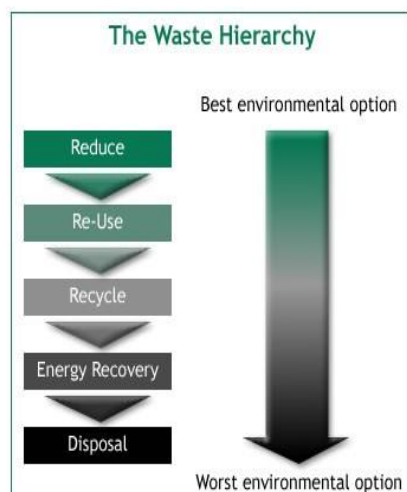 The Waste Hierarchy
Best environmental option
Reduce
Re-Use
Recycle
Energy Recovery
Disposal
Worst environmental option